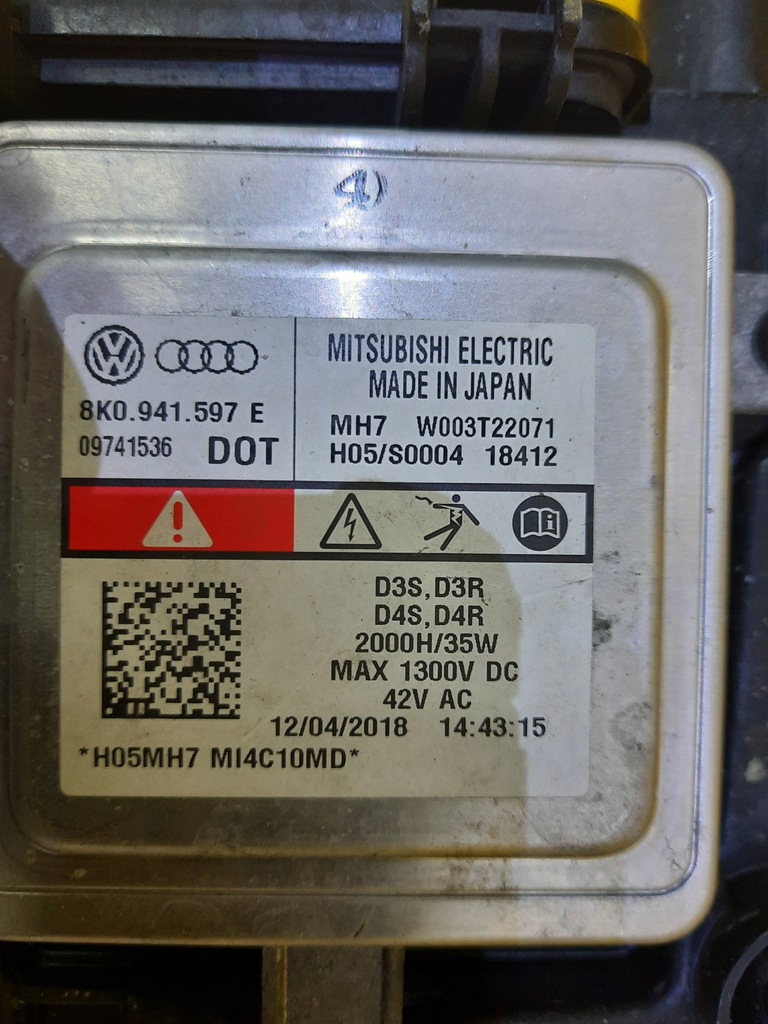 4)
8K0.941.597 E
09741536 DOT
MITSUBISHI ELECTRIC
MADE IN JAPAN
MH7 W003T22071
H05/S0004 18412
D3S,D3R
D4S,D4R
2000H/35W
MAX 1300V DC
42V AC
12/04/2018 14:43:15
*H05MH7 MI4C10MD*